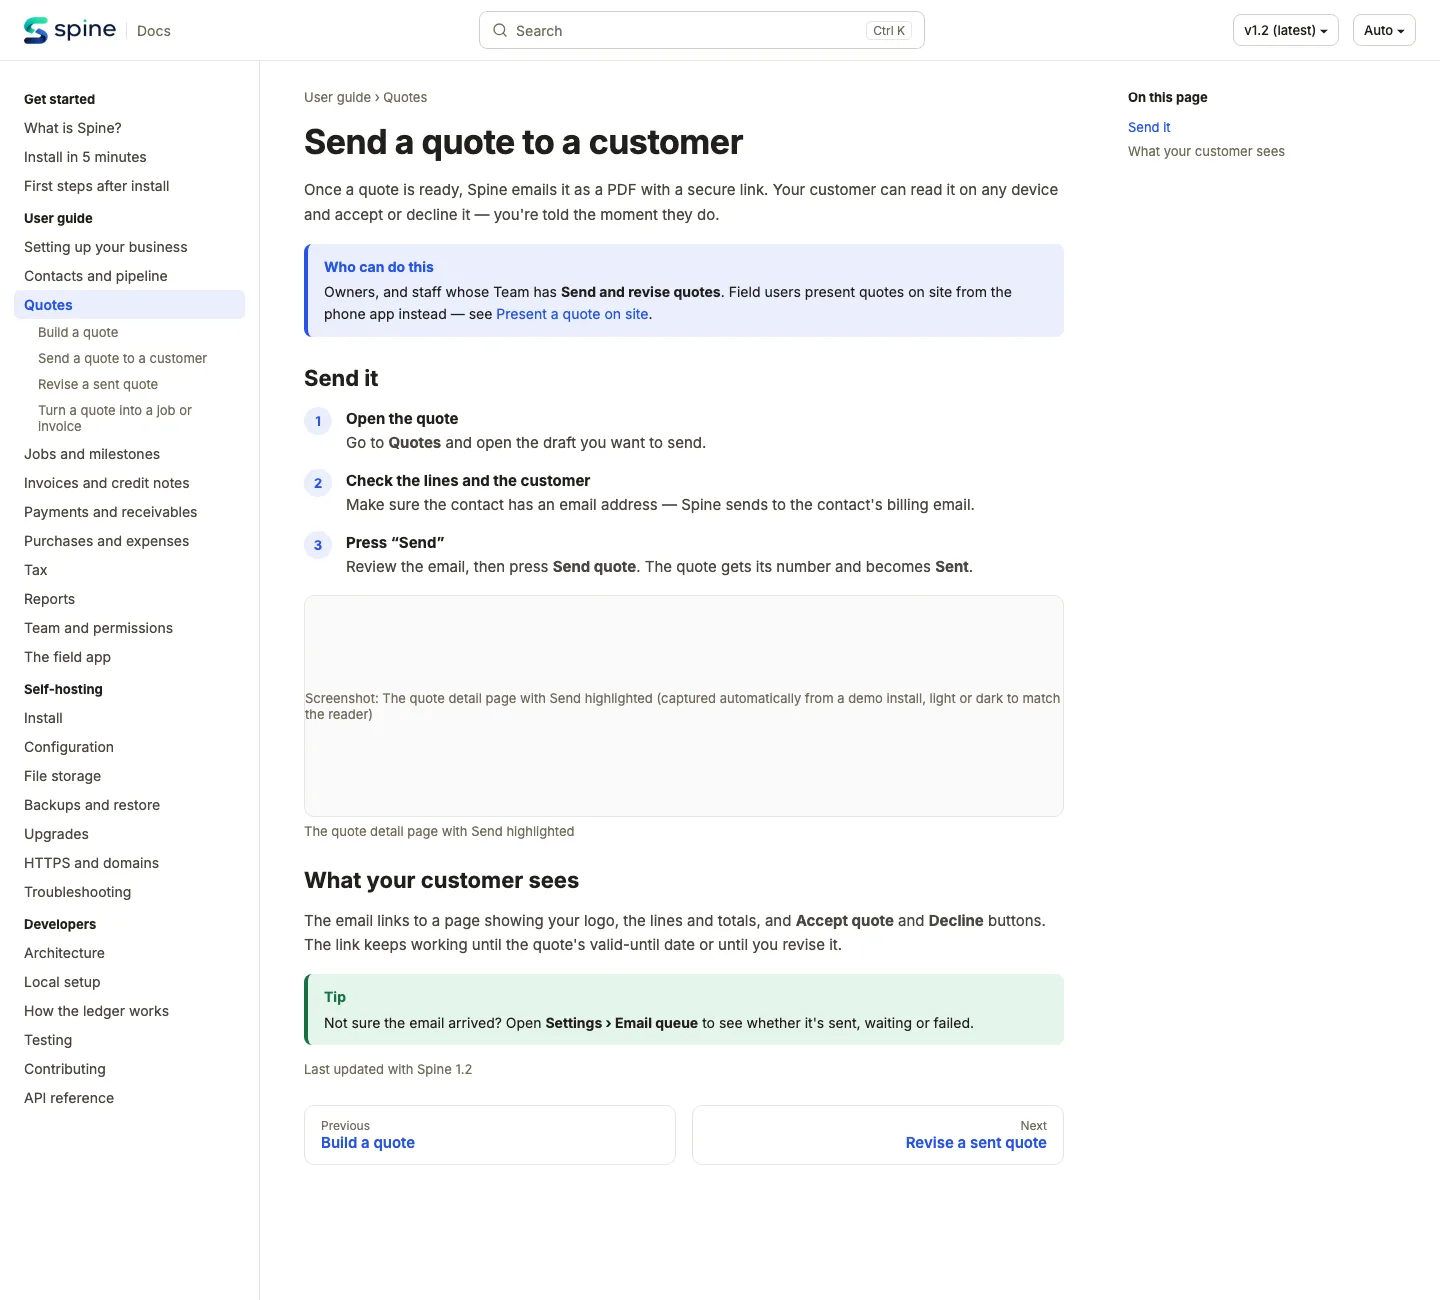 spine Docs
Search
Ctrl K
v1.2 (latest)
Auto
Get started
What is Spine?
Install in 5 minutes
First steps after install
User guide
Setting up your business
Contacts and pipeline
Quotes
Build a quote
Send a quote to a customer
Revise a sent quote
Turn a quote into a job or
invoice
Jobs and milestones
Invoices and credit notes
Payments and receivables
Purchases and expenses
Tax
Reports
Team and permissions
The field app
Self-hosting
Install
Configuration
File storage
Backups and restore
Upgrades
HTTPS and domains
Troubleshooting
Developers
Architecture
Local setup
How the ledger works
Testing
Contributing
API reference
User guide › Quotes
Send a quote to a customer
Once a quote is ready, Spine emails it as a PDF with a secure link. Your customer can read it on any device
and accept or decline it — you're told the moment they do.
Who can do this
Owners, and staff whose Team has Send and revise quotes. Field users present quotes on site from the
phone app instead — see Present a quote on site.
Send it
1 Open the quote
Go to Quotes and open the draft you want to send.
2 Check the lines and the customer
Make sure the contact has an email address — Spine sends to the contact's billing email.
3 Press “Send”
Review the email, then press Send quote. The quote gets its number and becomes Sent.
Screenshot: The quote detail page with Send highlighted (captured automatically from a demo install, light or dark to match
the reader)
The quote detail page with Send highlighted
What your customer sees
The email links to a page showing your logo, the lines and totals, and Accept quote and Decline buttons.
The link keeps working until the quote's valid-until date or until you revise it.
Tip
Not sure the email arrived? Open Settings › Email queue to see whether it's sent, waiting or failed.
Last updated with Spine 1.2
Previous
Build a quote
Next
Revise a sent quote
On this page
Send it
What your customer sees